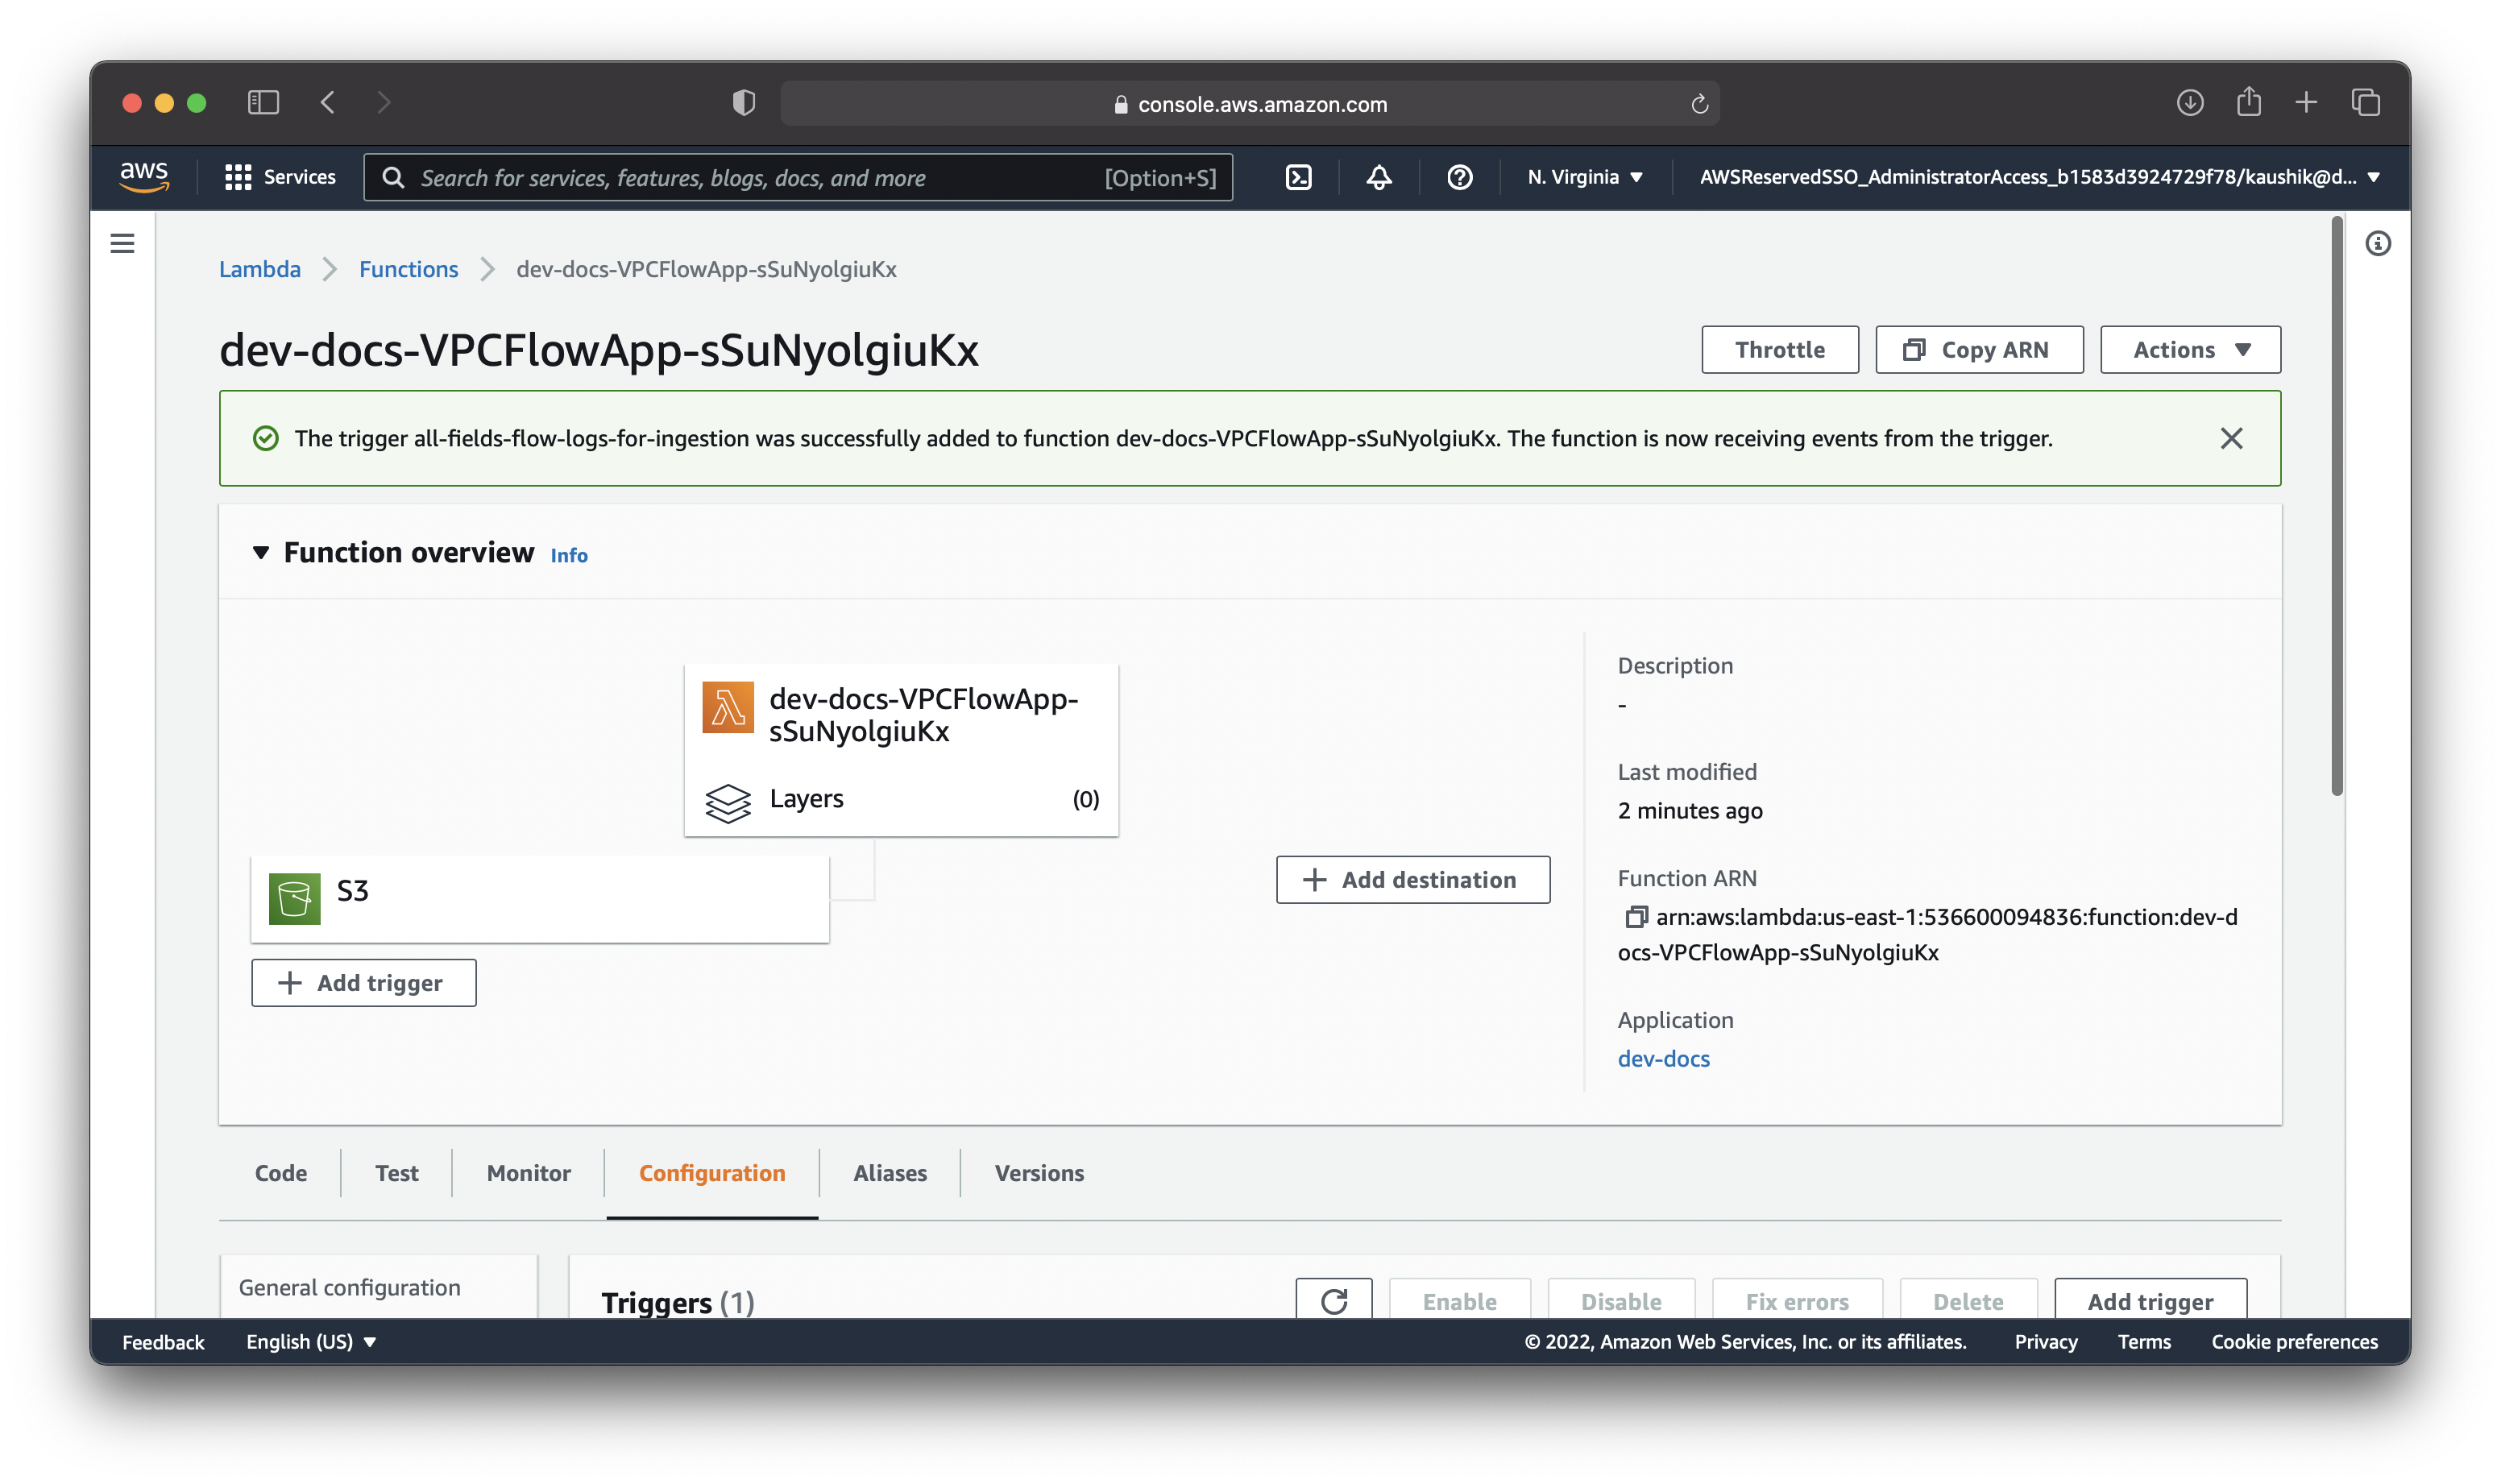 console.aws.amazon.com
aws
Services
Search for services, features, blogs, docs, and more
[Option+S]
N. Virginia
AWSReservedSSO_AdministratorAccess_b1583d3924729f78/kaushik@d...
Lambda
Functions
dev-docs-VPCFlowApp-sSuNyolgiuKx
dev-docs-VPCFlowApp-sSuNyolgiuKx
Throttle
Copy ARN
Actions
The trigger all-fields-flow-logs-for-ingestion was successfully added to function dev-docs-VPCFlowApp-sSuNyolgiuKx. The function is now receiving events from the trigger.
Function overview
Info
dev-docs-VPCFlowApp-
sSuNyolgiuKx
Layers
(0)
S3
Add trigger
Add destination
Description
-
Last modified
2 minutes ago
Function ARN
arn:aws:lambda:us-east-1:536600094836:function:dev-d
ocs-VPCFlowApp-sSuNyolgiuKx
Application
dev-docs
Code
Test
Monitor
Configuration
Aliases
Versions
General configuration
Triggers (1)
Enable
Disable
Fix errors
Delete
Add trigger
Feedback
English (US)
© 2022, Amazon Web Services, Inc. or its affiliates.
Privacy
Terms
Cookie preferences